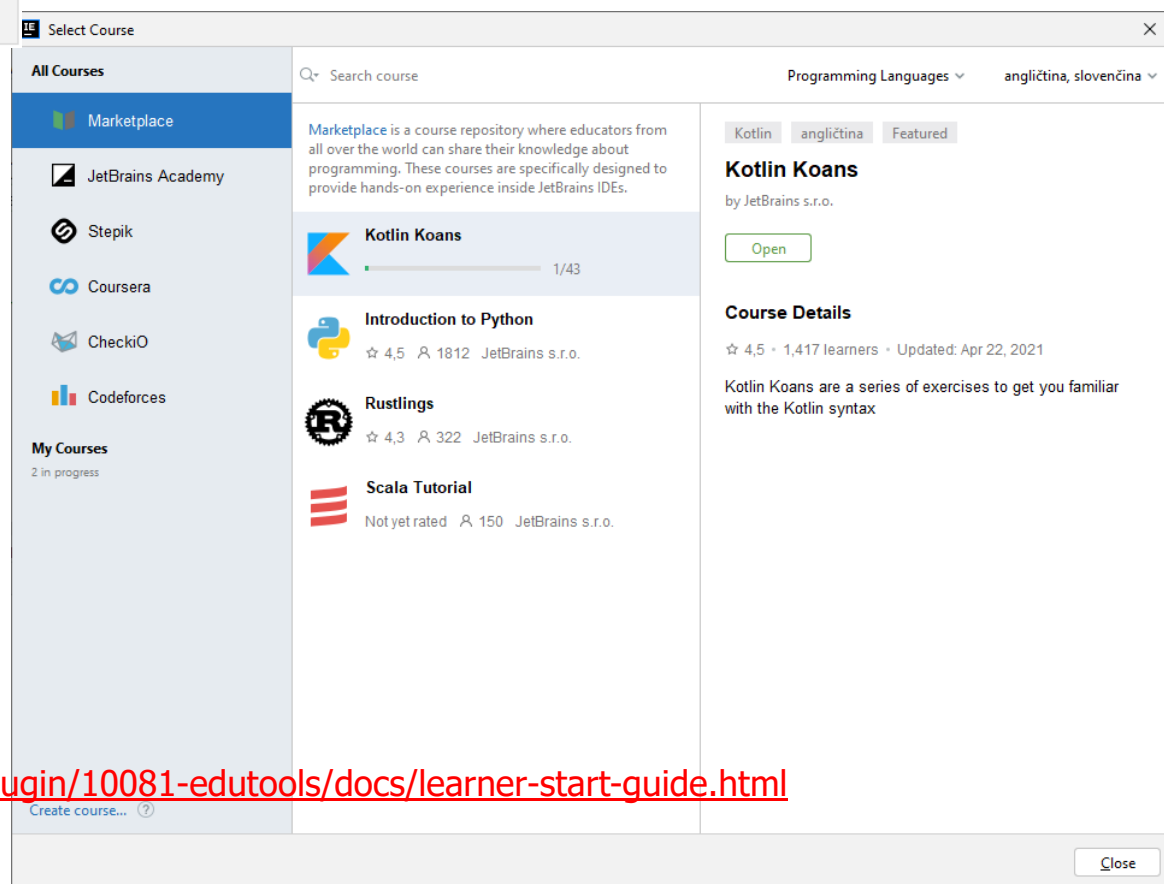 IE Select Course
All Courses
Marketplace
JetBrains Academy
Stepik
Coursera
CheckiO
Codeforces
My Courses
2 in progress
Create course... ?
Search course
Programming Languages
angličtina, slovenčina
Marketplace is a course repository where educators from
all over the world can share their knowledge about
programming. These courses are specifically designed to
provide hands-on experience inside JetBrains IDEs.
Kotlin Koans
1/43
Introduction to Python
4,5 1812 JetBrains s.r.o.
Rustlings
4,3 322 JetBrains s.r.o.
Scala Tutorial
Not yet rated 150 JetBrains s.r.o.
Kotlin angličtina Featured
Kotlin Koans
by JetBrains s.r.o.
Open
Course Details
4,5 • 1,417 learners • Updated: Apr 22, 2021
Kotlin Koans are a series of exercises to get you familiar
with the Kotlin syntax
ugin/10081-edutools/docs/learner-start-guide.html
Close